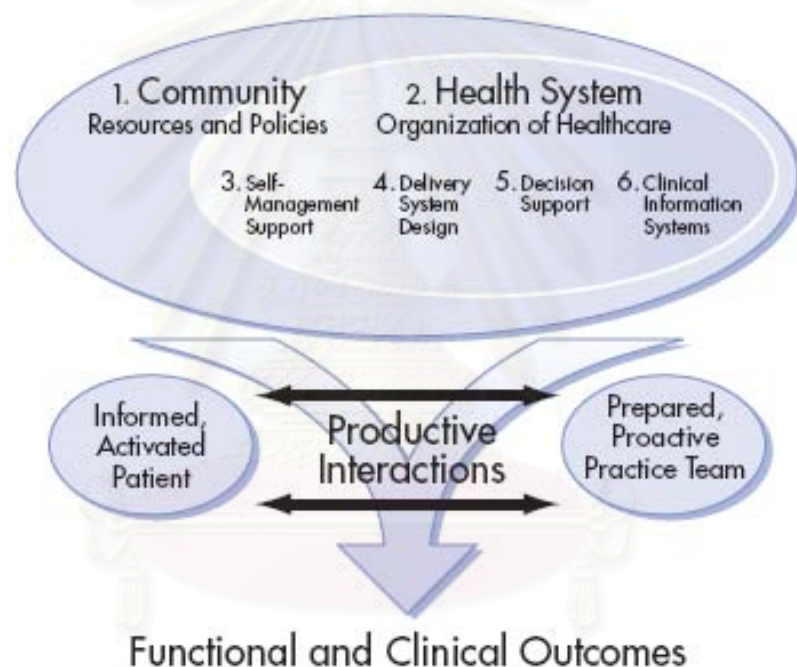 1. Community
Resources and Policies
2. Health System
Organization of Healthcare
3. Self-
Management
Support
4. Delivery
System
Design
5. Decision
Support
6. Clinical
Information
Systems
Informed,
Activated
Patient
Productive
Interactions
Prepared,
Proactive
Practice Team
Functional and Clinical Outcomes